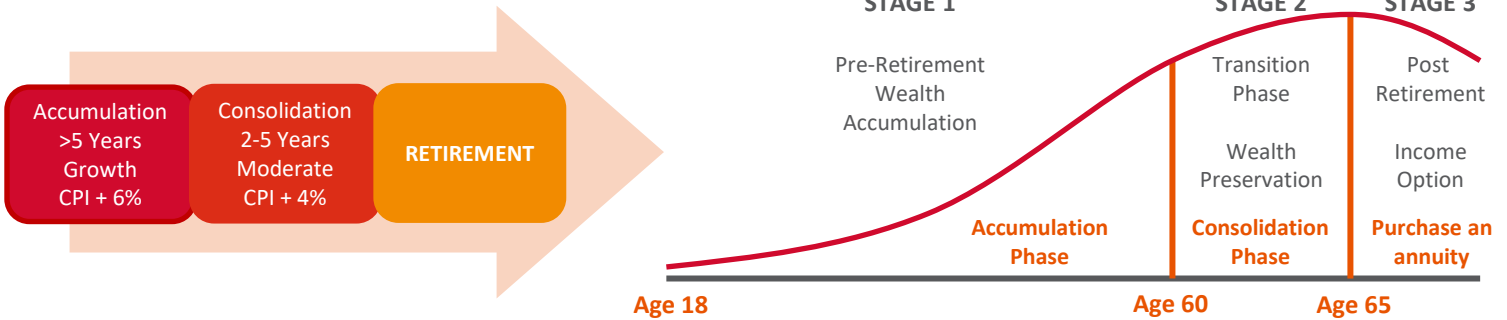 Accumulation
>5 Years
Growth
CPI + 6%
Consolidation
2-5 Years
Moderate
CPI + 4%
RETIREMENT
STAGE 1
Pre-Retirement
Wealth
Accumulation
Accumulation
Phase
STAGE 2
Transition
Phase
Wealth
Preservation
Consolidation
Phase
STAGE 3
Post
Retirement
Income
Option
Purchase an
annuity
Age 18
Age 60
Age 65